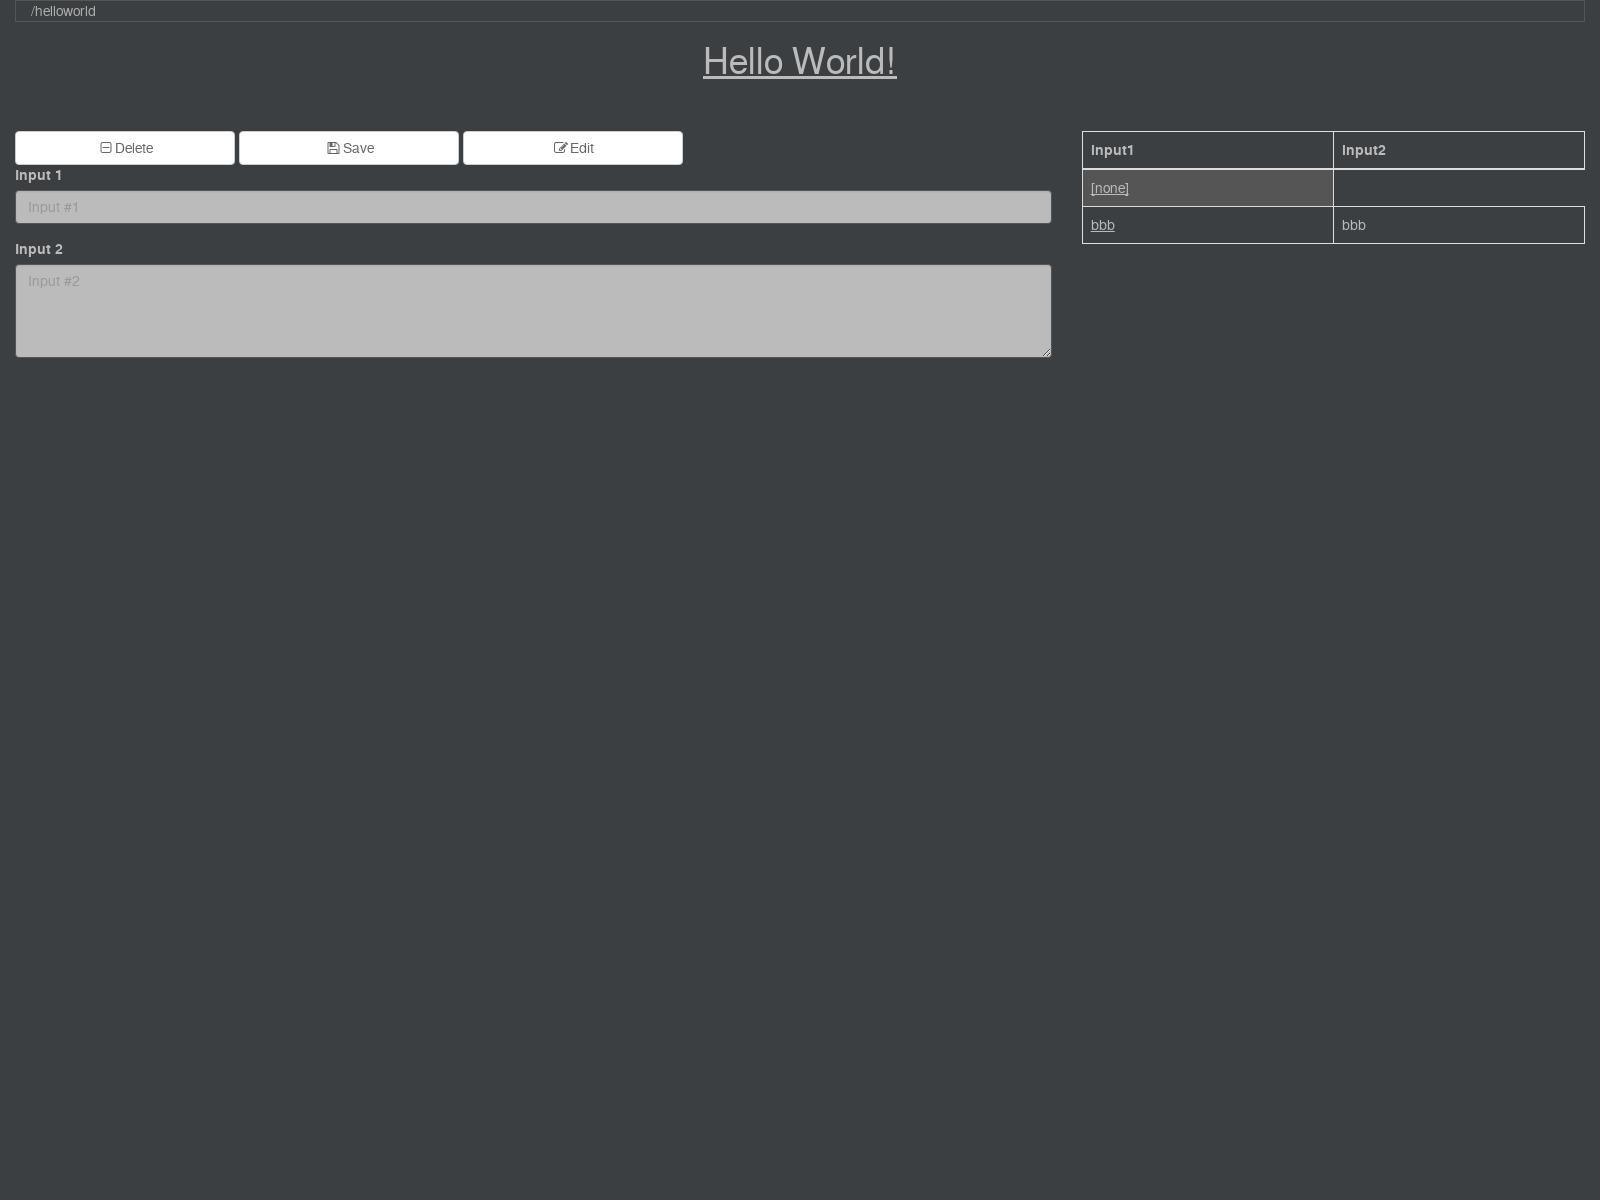 /helloworld
Hello World!
Delete Save Edit
Input 1
Input #1
Input 2
Input #2
Input1 Input2
[none]
bbb bbb